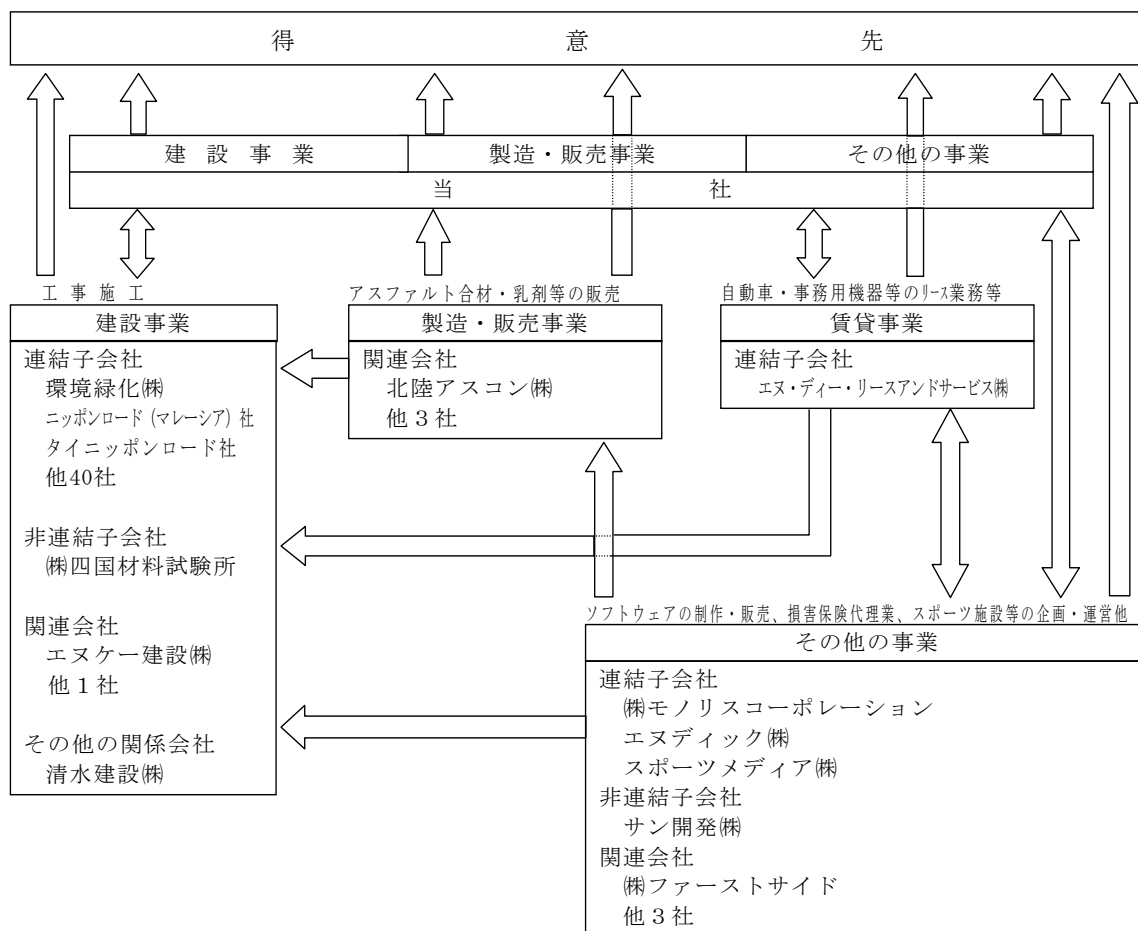 得意先
建設事業
製造・販売事業
その他の事業
当社
工事施工
建設事業
連結子会社
環境緑化㈱
ニッポンロード(マレーシア)社
タイニッポンロード社
他40社
非連結子会社
㈱四国材料試験所
関連会社
エヌケー建設㈱
他1社
その他の関係会社
清水建設㈱
アスファルト合材・乳剤等の販売
製造・販売事業
関連会社
北陸アスコン㈱
他3社
自動車・事務用機器等のリース業務等
賃貸事業
連結子会社
エヌ・ディー・リースアンドサービス㈱
ソフトウェアの制作・販売、損害保険代理業、スポーツ施設等の企画・運営他
その他の事業
連結子会社
㈱モノリスコーポレーション
エヌディック㈱
スポーツメディア㈱
非連結子会社
サン開発㈱
関連会社
㈱ファーストサイド
他3社